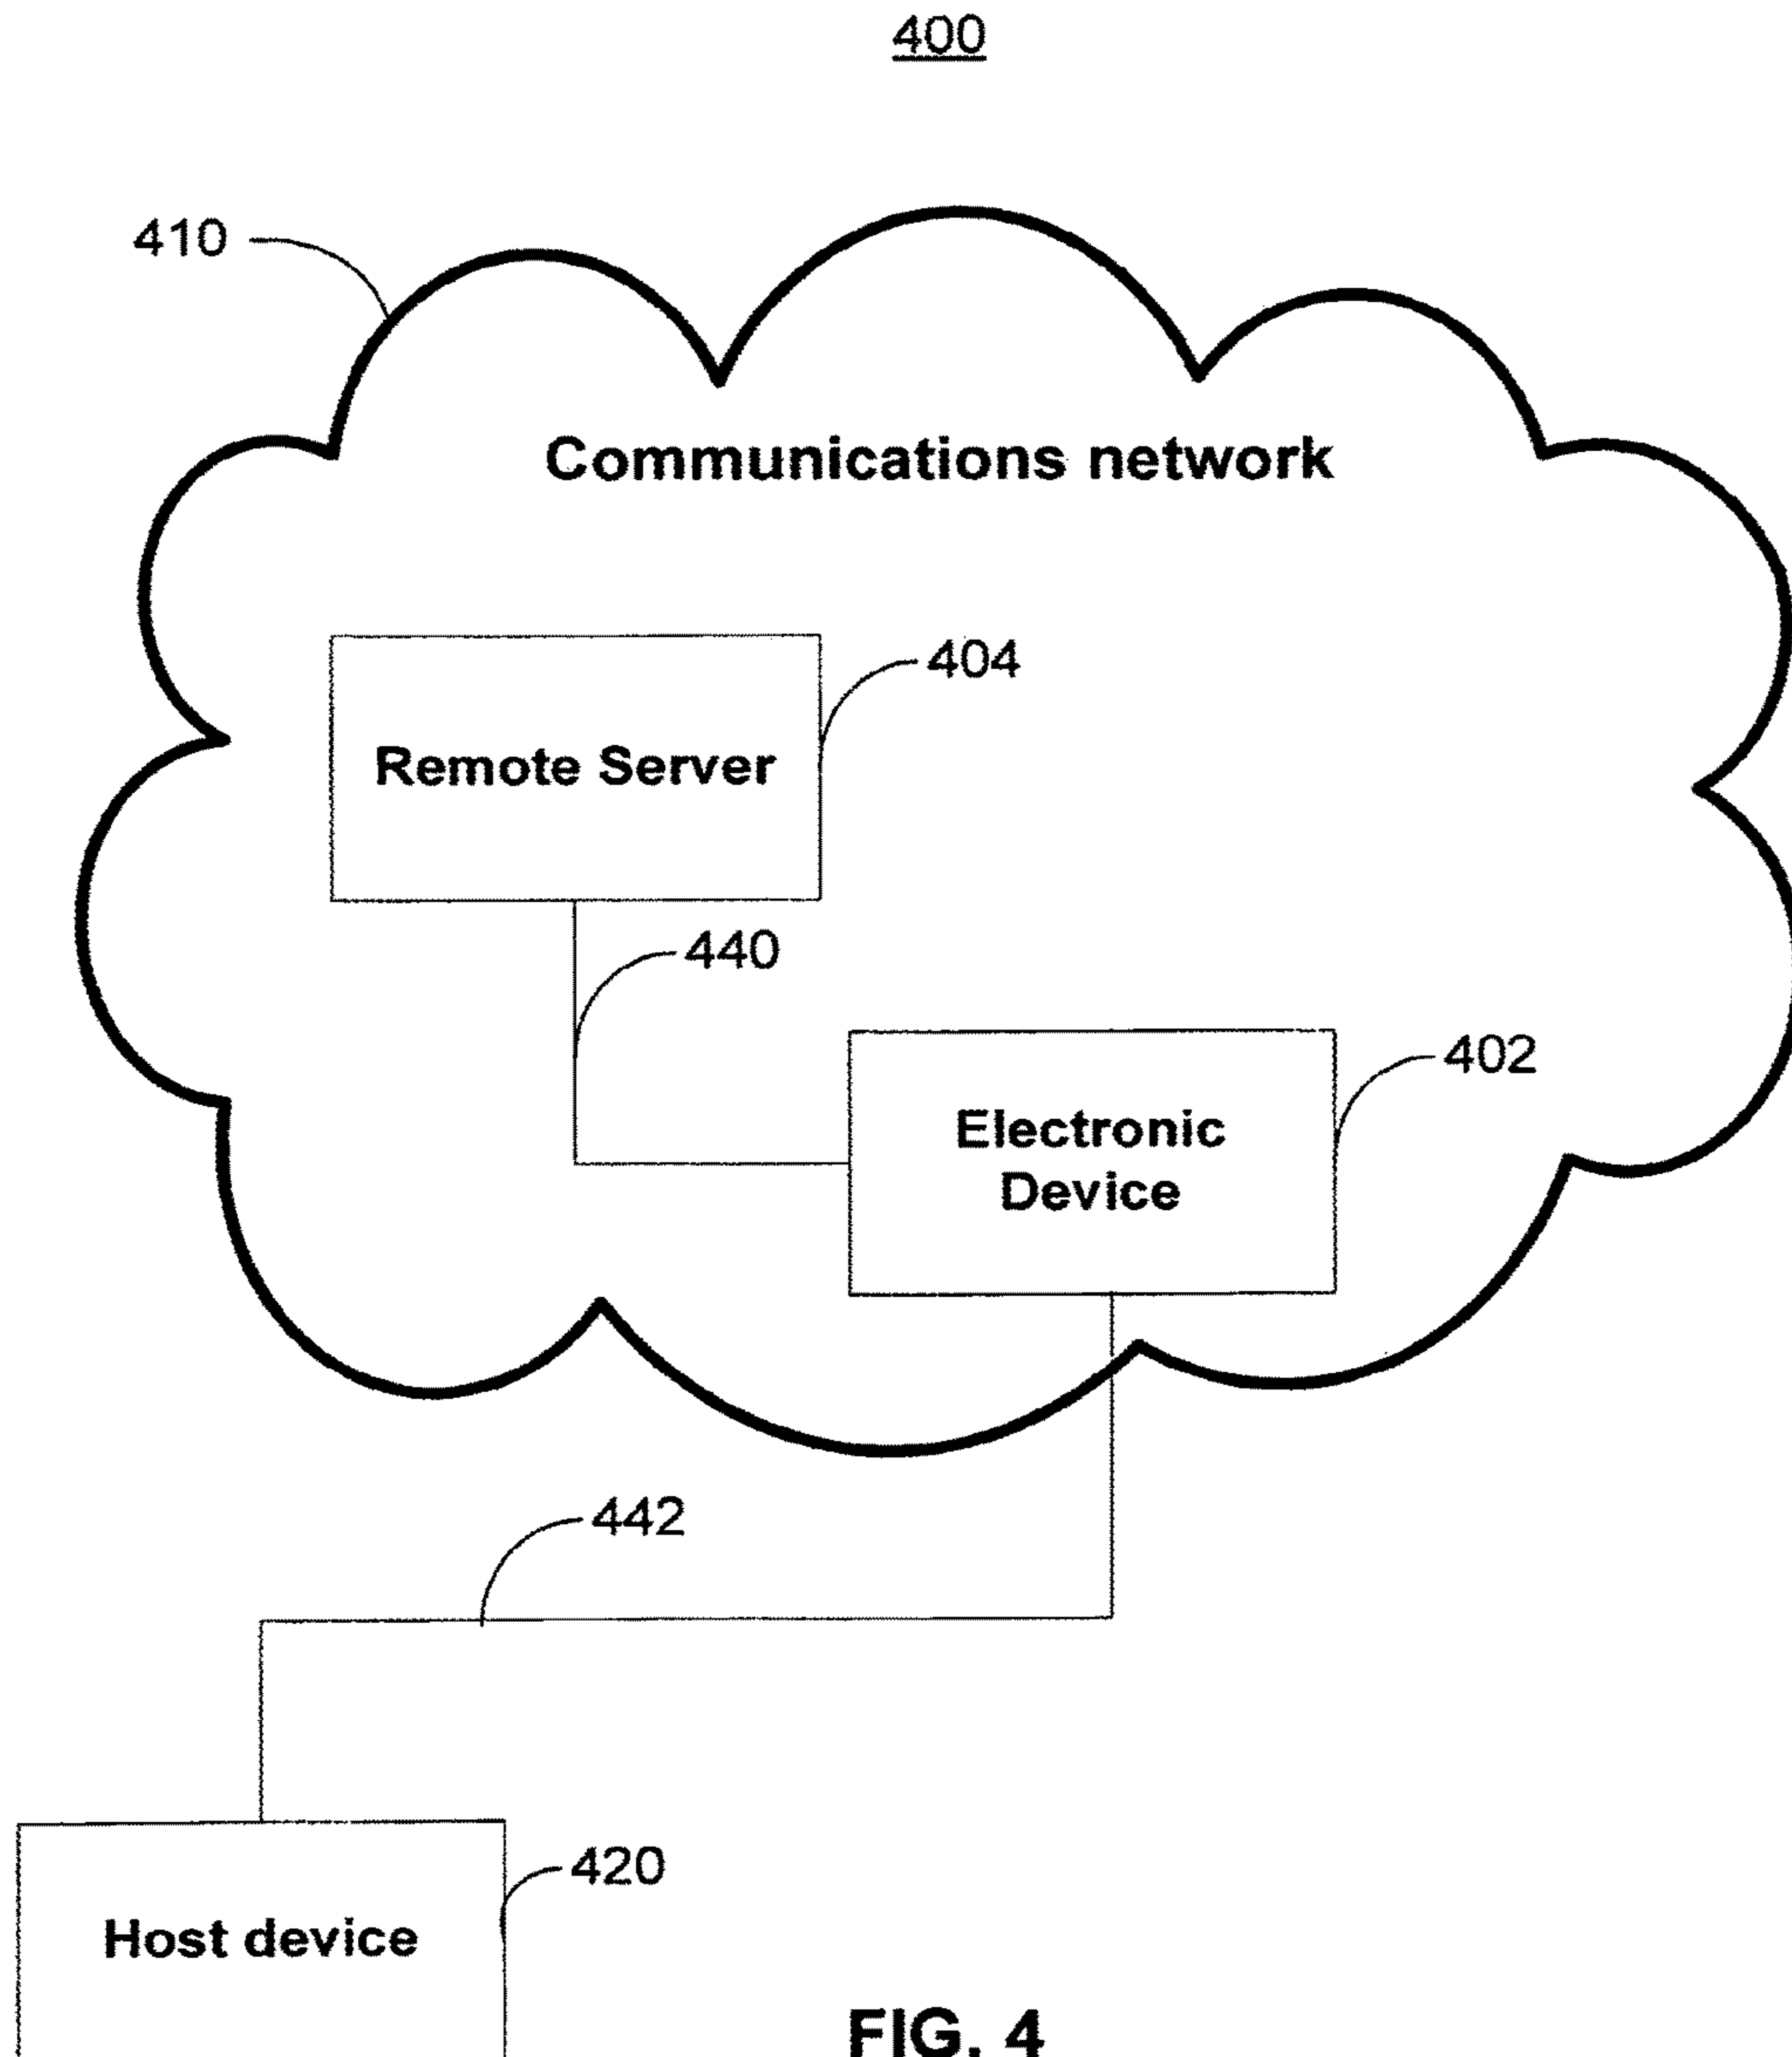 400
410
Communications network
404
Remote Server
440
402
Electronic
Device
442
420
Host device
FIG. 4